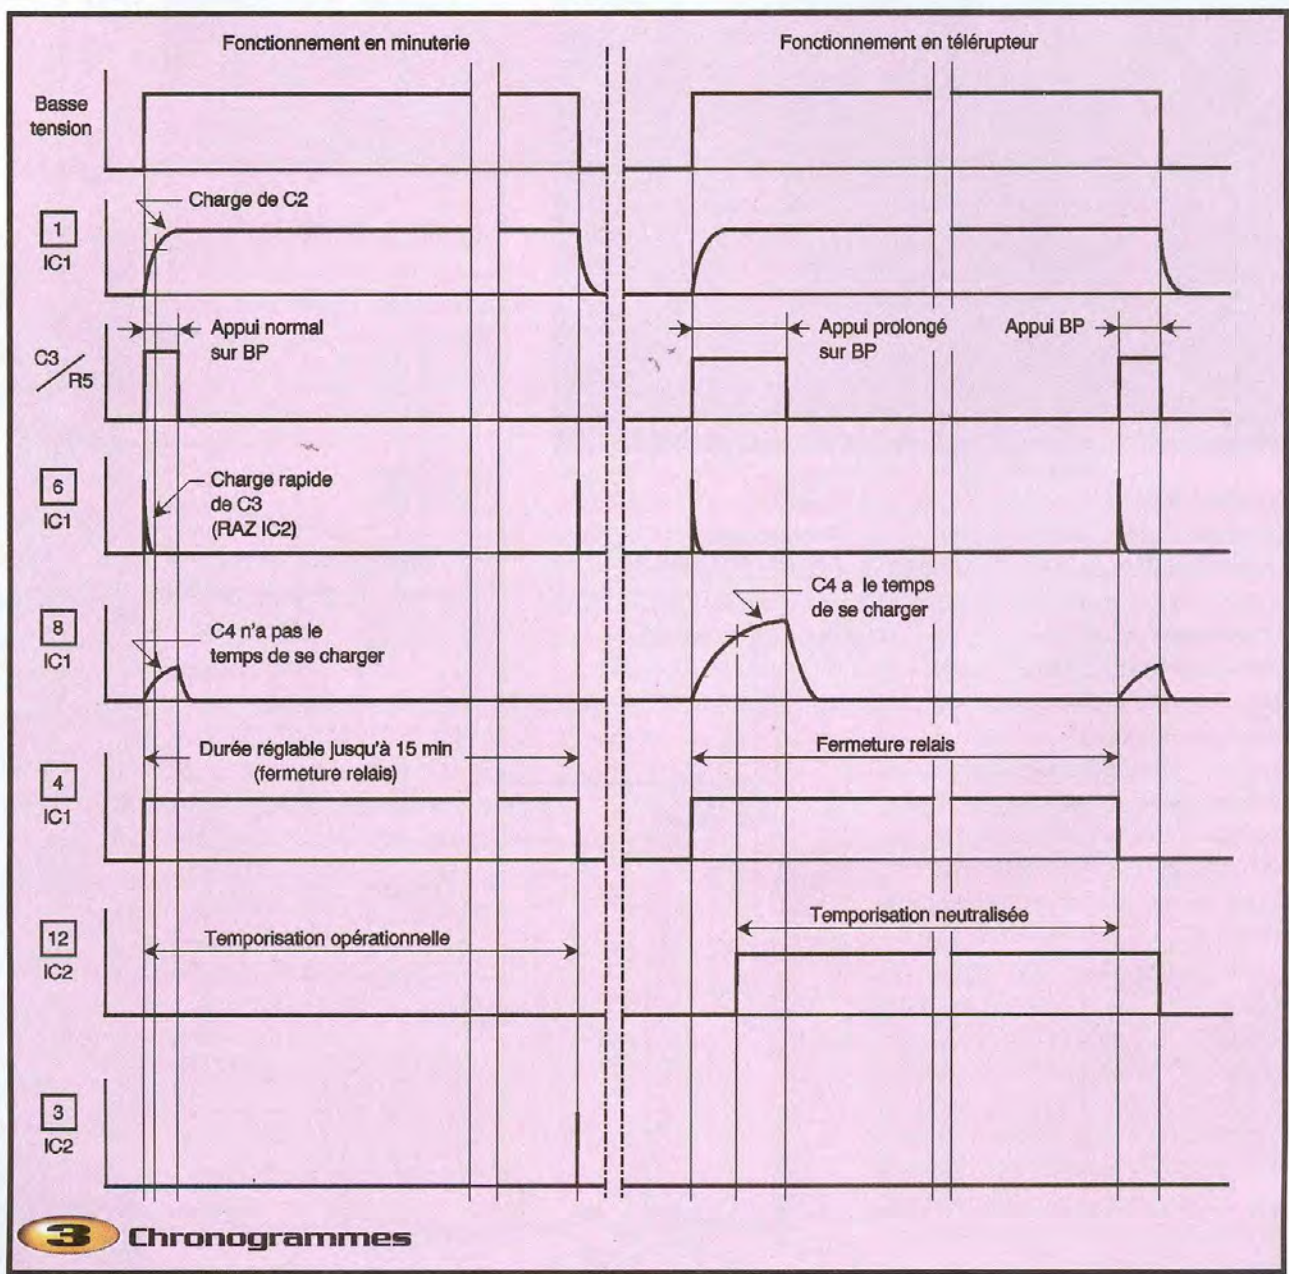 Fonctionnement en minuterie
Fonctionnement en télérupteur
Basse
tension
1
IC1
Charge de C2
C3
R5
Appui normal
sur BP
Appui prolongé
sur BP
Appui BP
6
IC1
Charge rapide
de C3
(RAZ IC2)
8
IC1
C4 n'a pas le
temps de se charger
C4 a le temps
de se charger
4
IC1
Durée réglable jusqu'à 15 min
(fermeture relais)
Fermeture relais
12
IC2
Temporisation opérationnelle
Temporisation neutralisée
3
IC2
3 Chronogrammes